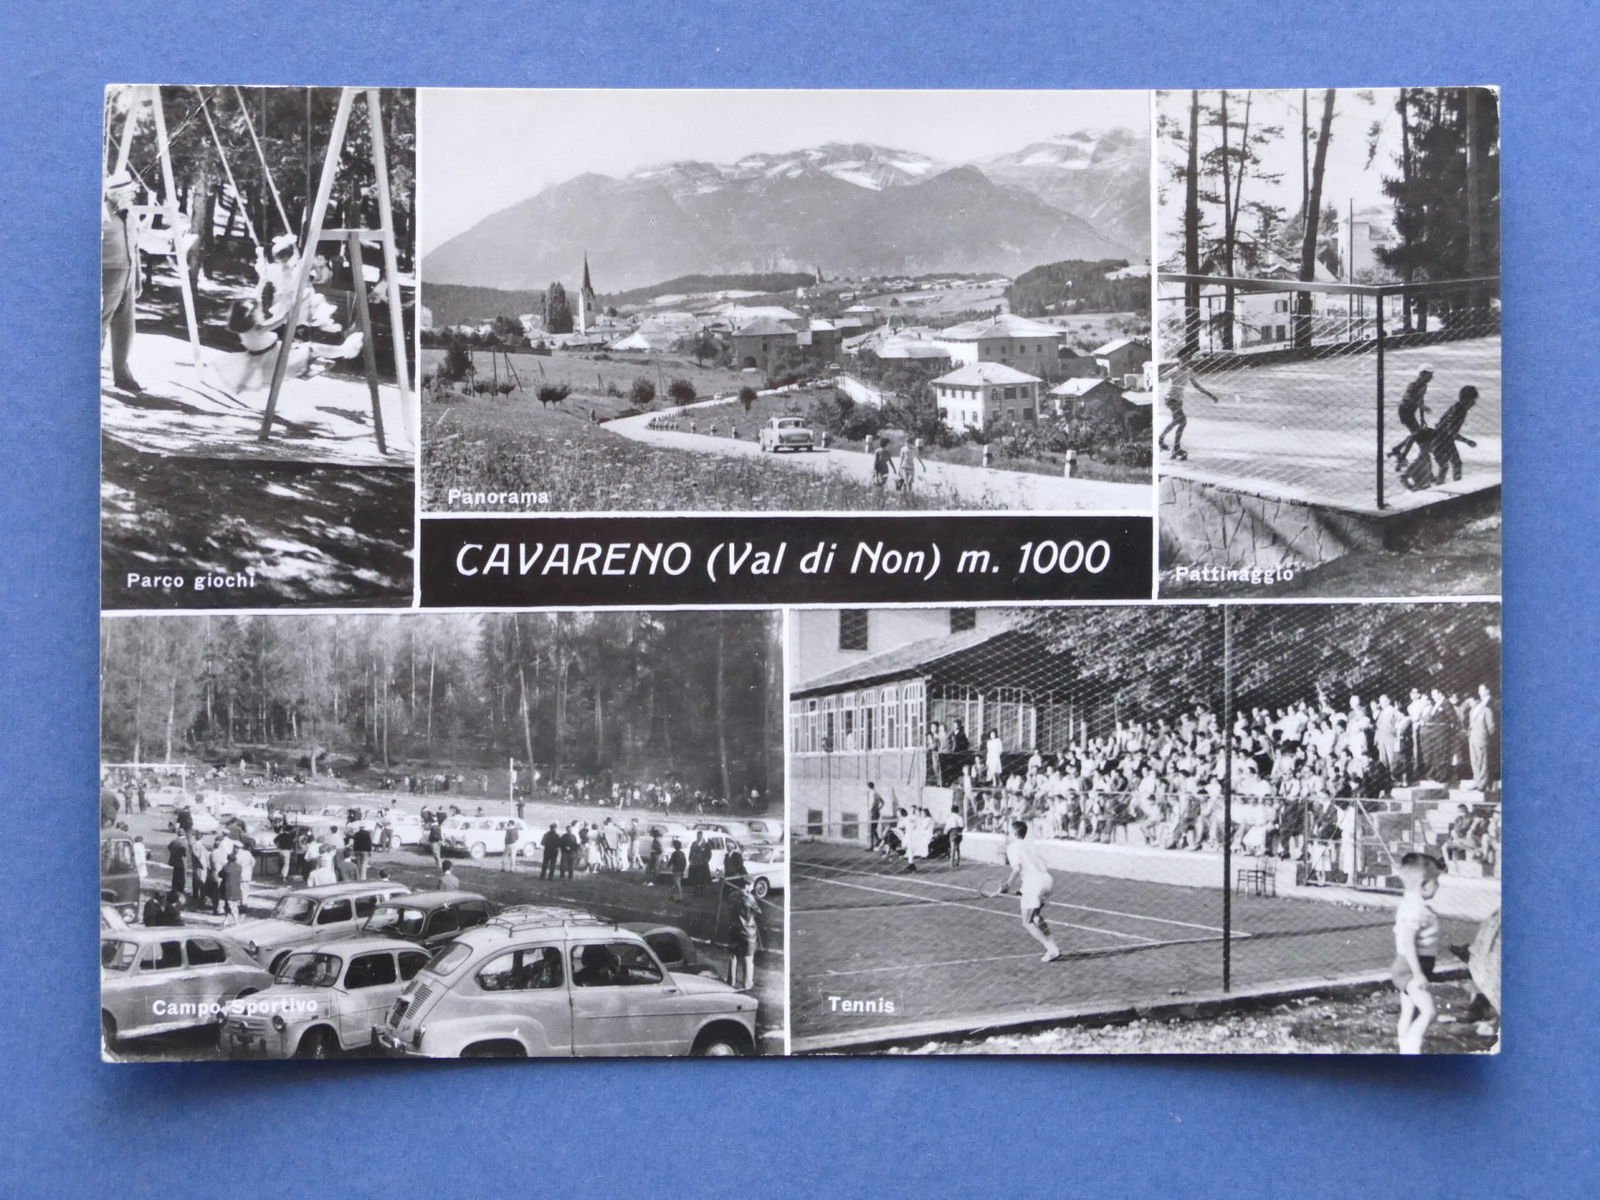 Parco giochi
Panorama
Pattinaggio
CAVARENO (Val di Non) m. 1000
Campo Sportivo
Tennis